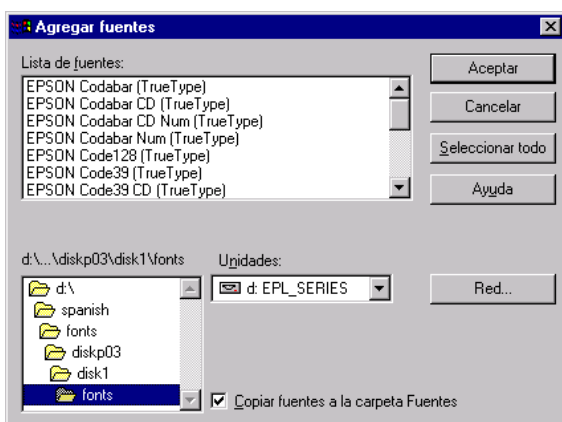 Agregar fuentes
Lista de fuentes:
EPSON Codabar (TrueType)
EPSON Codabar CD (TrueType)
EPSON Codabar CD Num (TrueType)
EPSON Codabar Num (TrueType)
EPSON Code128 (TrueType)
EPSON Code39 (TrueType)
EPSON Code39 CD (TrueType)
Aceptar
Cancelar
Seleccionar todo
Ayuda
d:\...\diskp03\disk1\fonts
Unidades:
d:\
spanish
fonts
diskp03
disk1
fonts
d: EPL_SERIES
Red...
Copiar fuentes a la carpeta Fuentes